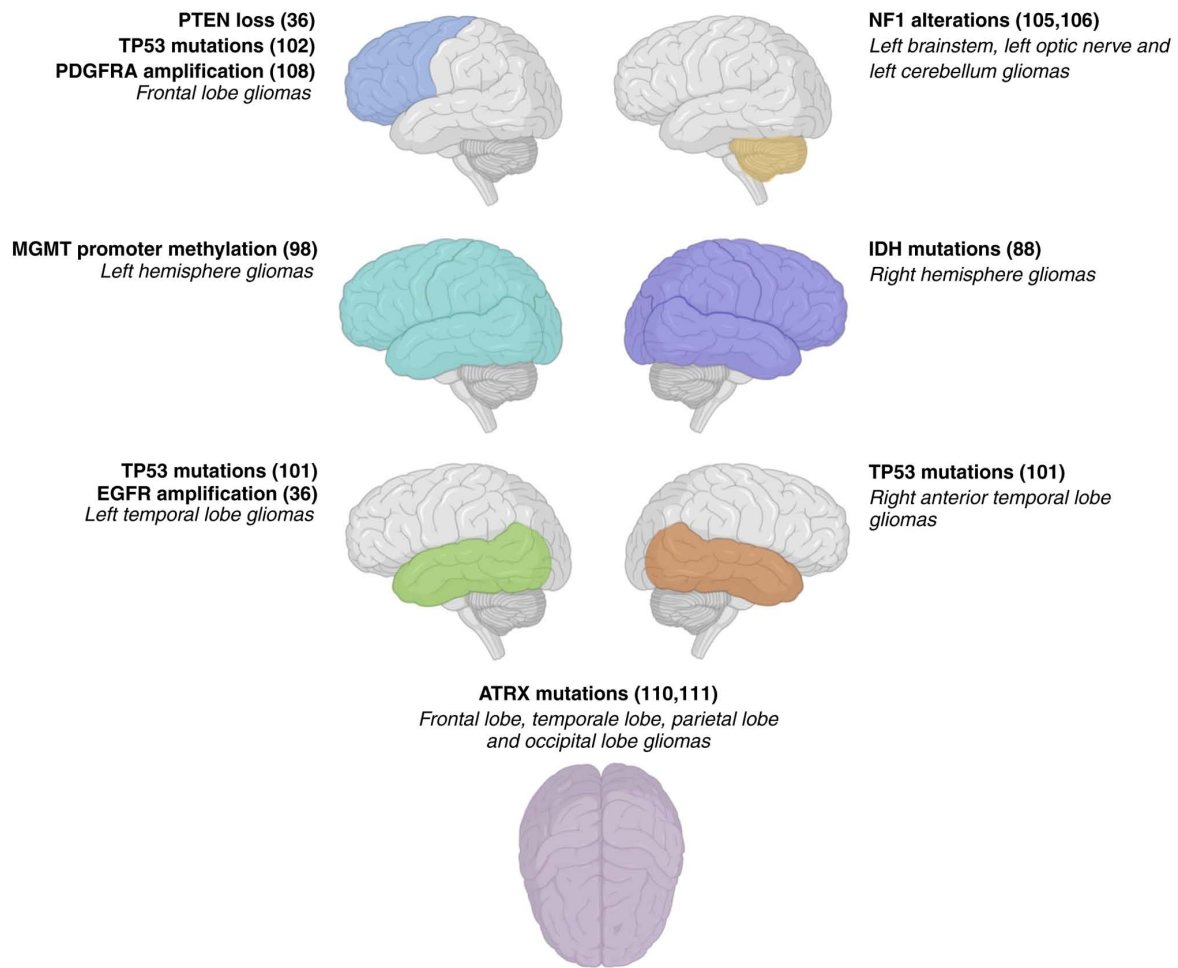 PTEN loss (36)
TP53 mutations (102)
PDGFRA amplification (108)
Frontal lobe gliomas
NF1 alterations (105,106)
Left brainstem, left optic nerve and
left cerebellum gliomas
MGMT promoter methylation (98)
Left hemisphere gliomas
IDH mutations (88)
Right hemisphere gliomas
TP53 mutations (101)
EGFR amplification (36)
Left temporal lobe gliomas
TP53 mutations (101)
Right anterior temporal lobe
gliomas
ATRX mutations (110,111)
Frontal lobe, temporale lobe, parietal lobe
and occipital lobe gliomas